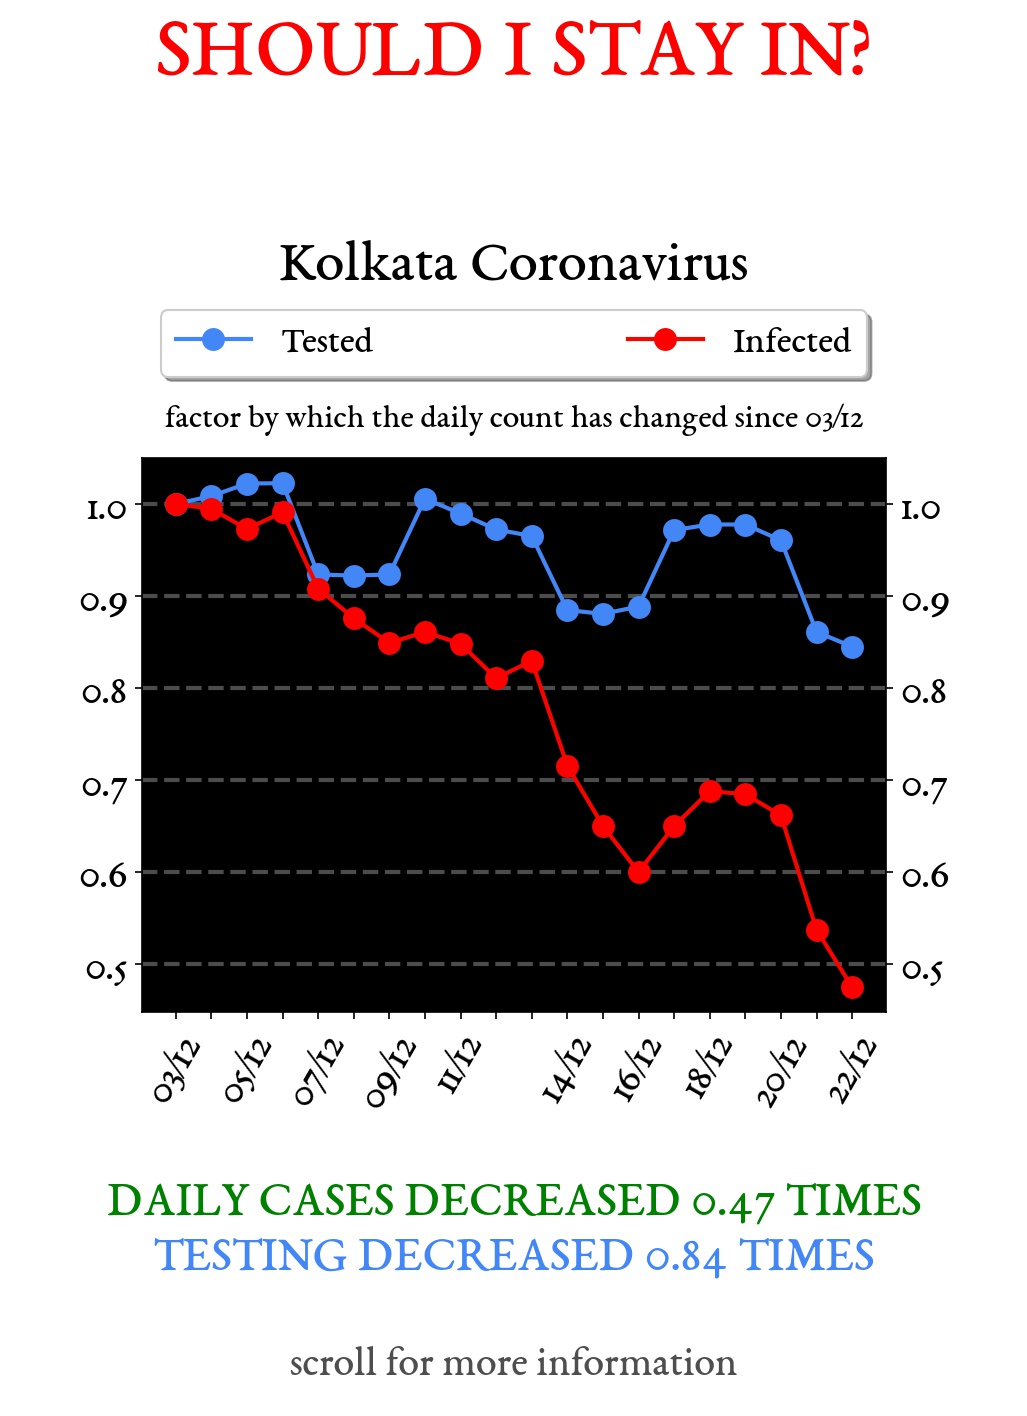 SHOULD I STAY IN?
Kolkata Coronavirus
Tested Infected
factor by which the daily count has changed since 03/12
1.0 1.0
0.9 0.9
0.8 0.8
0.7 0.7
0.6 0.6
0.5 0.5
03/12 05/12 07/12 09/12 11/12 14/12 16/12 18/12 20/12 22/12
DAILY CASES DECREASED 0.47 TIMES
TESTING DECREASED 0.84 TIMES
scroll for more information